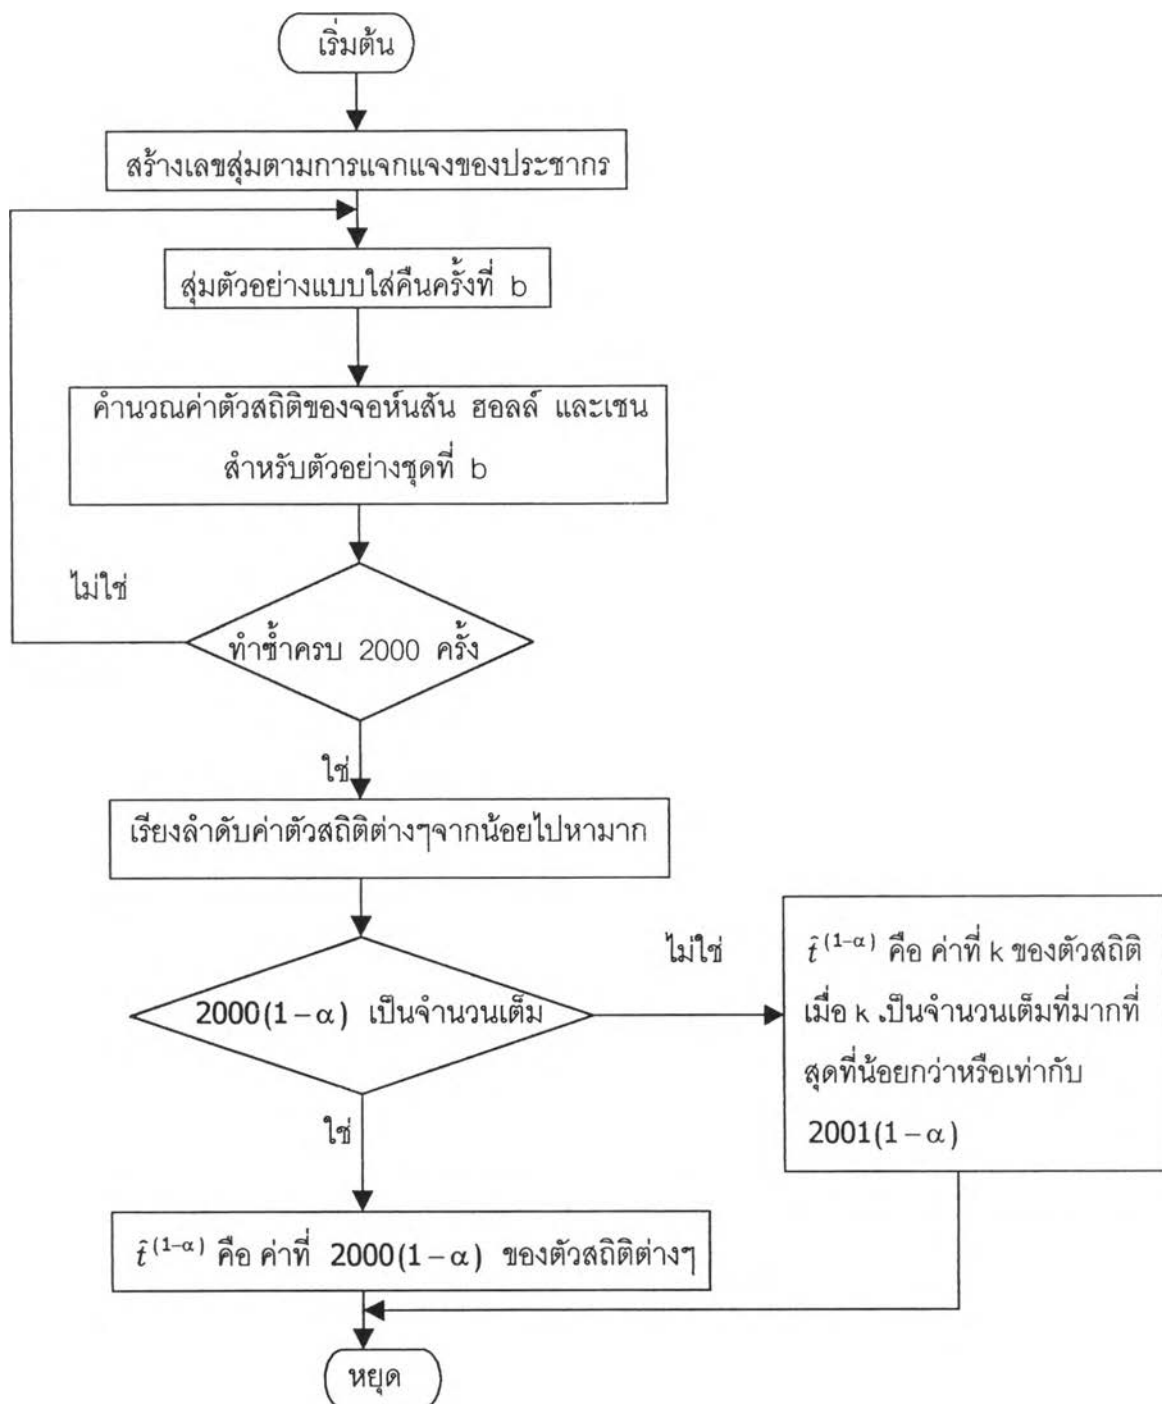 เริ่มต้น
สร้างเลขสุ่มตามการแจกแจงของประชากร
สุ่มตัวอย่างแบบใส่คืนครั้งที่ b
คำนวณค่าตัวสถิติของจอห์นสัน ฮอลล์ และเชน
สำหรับตัวอย่างชุดที่ b
ไม่ใช่
ทำซ้ำครบ 2000 ครั้ง
ใช่
เรียงลำดับค่าตัวสถิติต่างๆจากน้อยไปหามาก
2000(1−α) เป็นจำนวนเต็ม
ไม่ใช่
t̂^(1−α) คือ ค่าที่ k ของตัวสถิติ
เมื่อ k เป็นจำนวนเต็มที่มากที่
สุดที่น้อยกว่าหรือเท่ากับ
2001(1−α)
ใช่
t̂^(1−α) คือ ค่าที่ 2000(1−α) ของตัวสถิติต่างๆ
หยุด